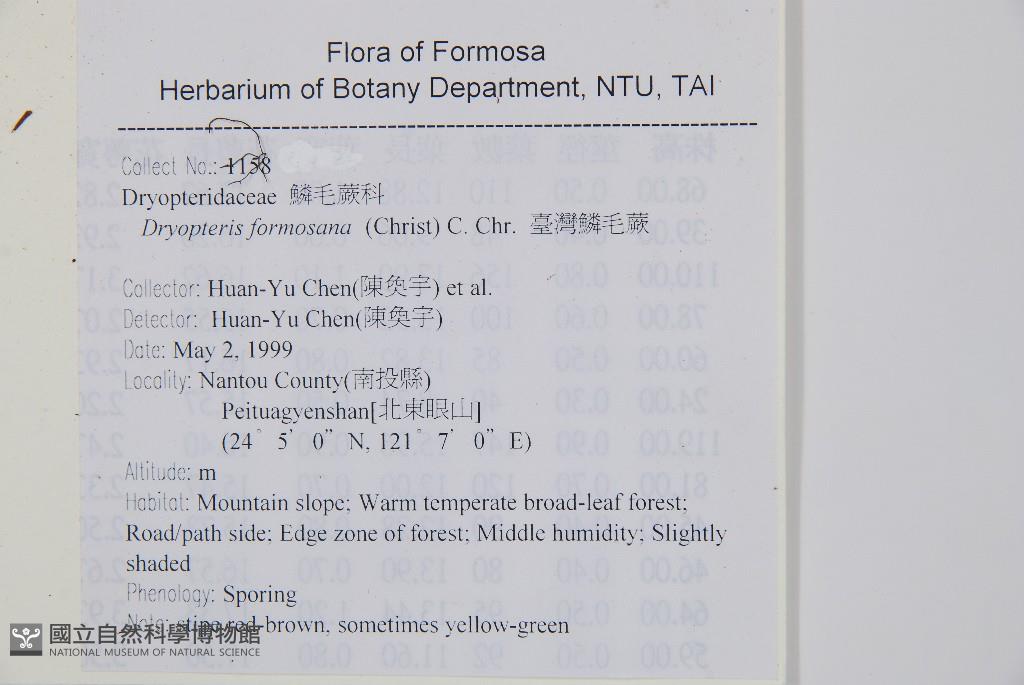 Flora of Formosa
Herbarium of Botany Department, NTU, TAI
Collect No.: 1158
Dryopteridaceae 鱗毛蕨科
Dryopteris formosana (Christ) C. Chr. 臺灣鱗毛蕨
Collector: Huan-Yu Chen(陳奐宇) et al.
Detector: Huan-Yu Chen(陳奐宇)
Date: May 2, 1999
Locality: Nantou County(南投縣)
Peituagyenshan[北東眼山]
(24° 5' 0" N, 121° 7' 0" E)
Altitude: m
Habitat: Mountain slope; Warm temperate broad-leaf forest;
Road/path side; Edge zone of forest; Middle humidity; Slightly
shaded
Phenology: Sporing
Note: stipe red-brown, sometimes yellow-green
國立自然科學博物館
NATIONAL MUSEUM OF NATURAL SCIENCE